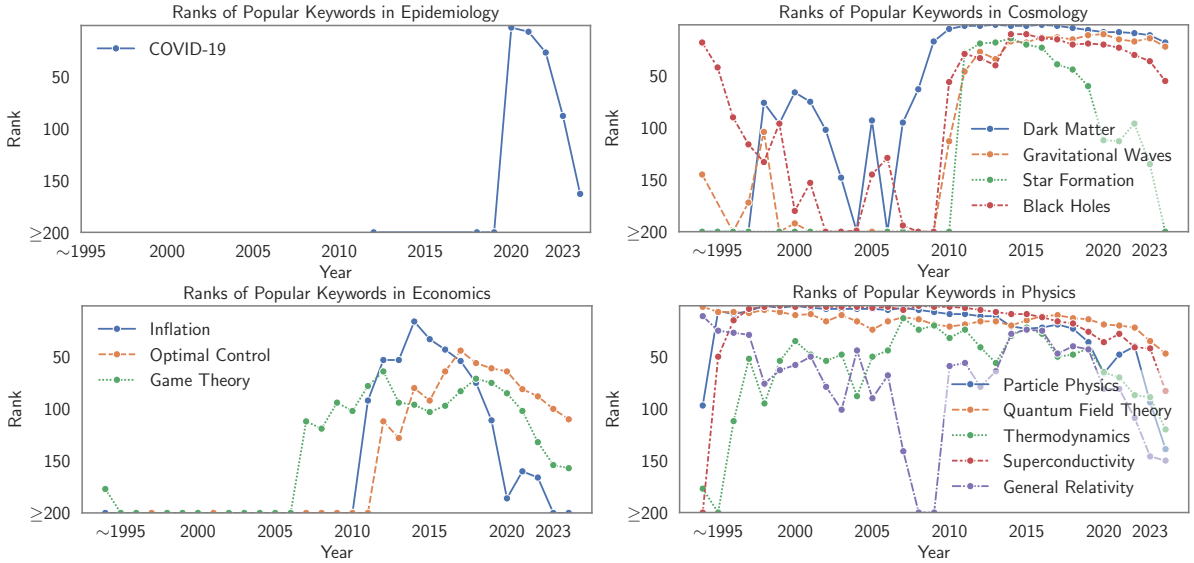 Ranks of Popular Keywords in Epidemiology
COVID-19
50
100
150
≥200
Rank
~1995 2000 2005 2010 2015 2020 2023
Year
Ranks of Popular Keywords in Cosmology
50
100
150
≥200
Rank
Dark Matter
Gravitational Waves
Star Formation
Black Holes
~1995 2000 2005 2010 2015 2020 2023
Year
Ranks of Popular Keywords in Economics
Inflation
Optimal Control
Game Theory
50
100
150
≥200
Rank
~1995 2000 2005 2010 2015 2020 2023
Year
Ranks of Popular Keywords in Physics
50
100
150
≥200
Rank
Particle Physics
Quantum Field Theory
Thermodynamics
Superconductivity
General Relativity
~1995 2000 2005 2010 2015 2020 2023
Year